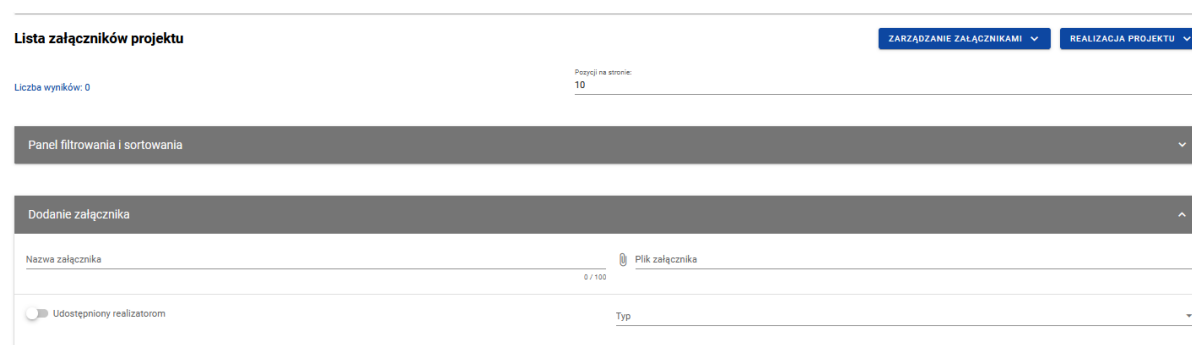 Lista załączników projektu
ZARZĄDZANIE ZAŁĄCZNIKAMI
REALIZACJA PROJEKTU
Pozycji na stronie:
Liczba wyników: 0
10
Panel filtrowania i sortowania
Dodanie załącznika
Nazwa załącznika
Plik załącznika
0 / 100
Udostępniony realizatorom
Typ